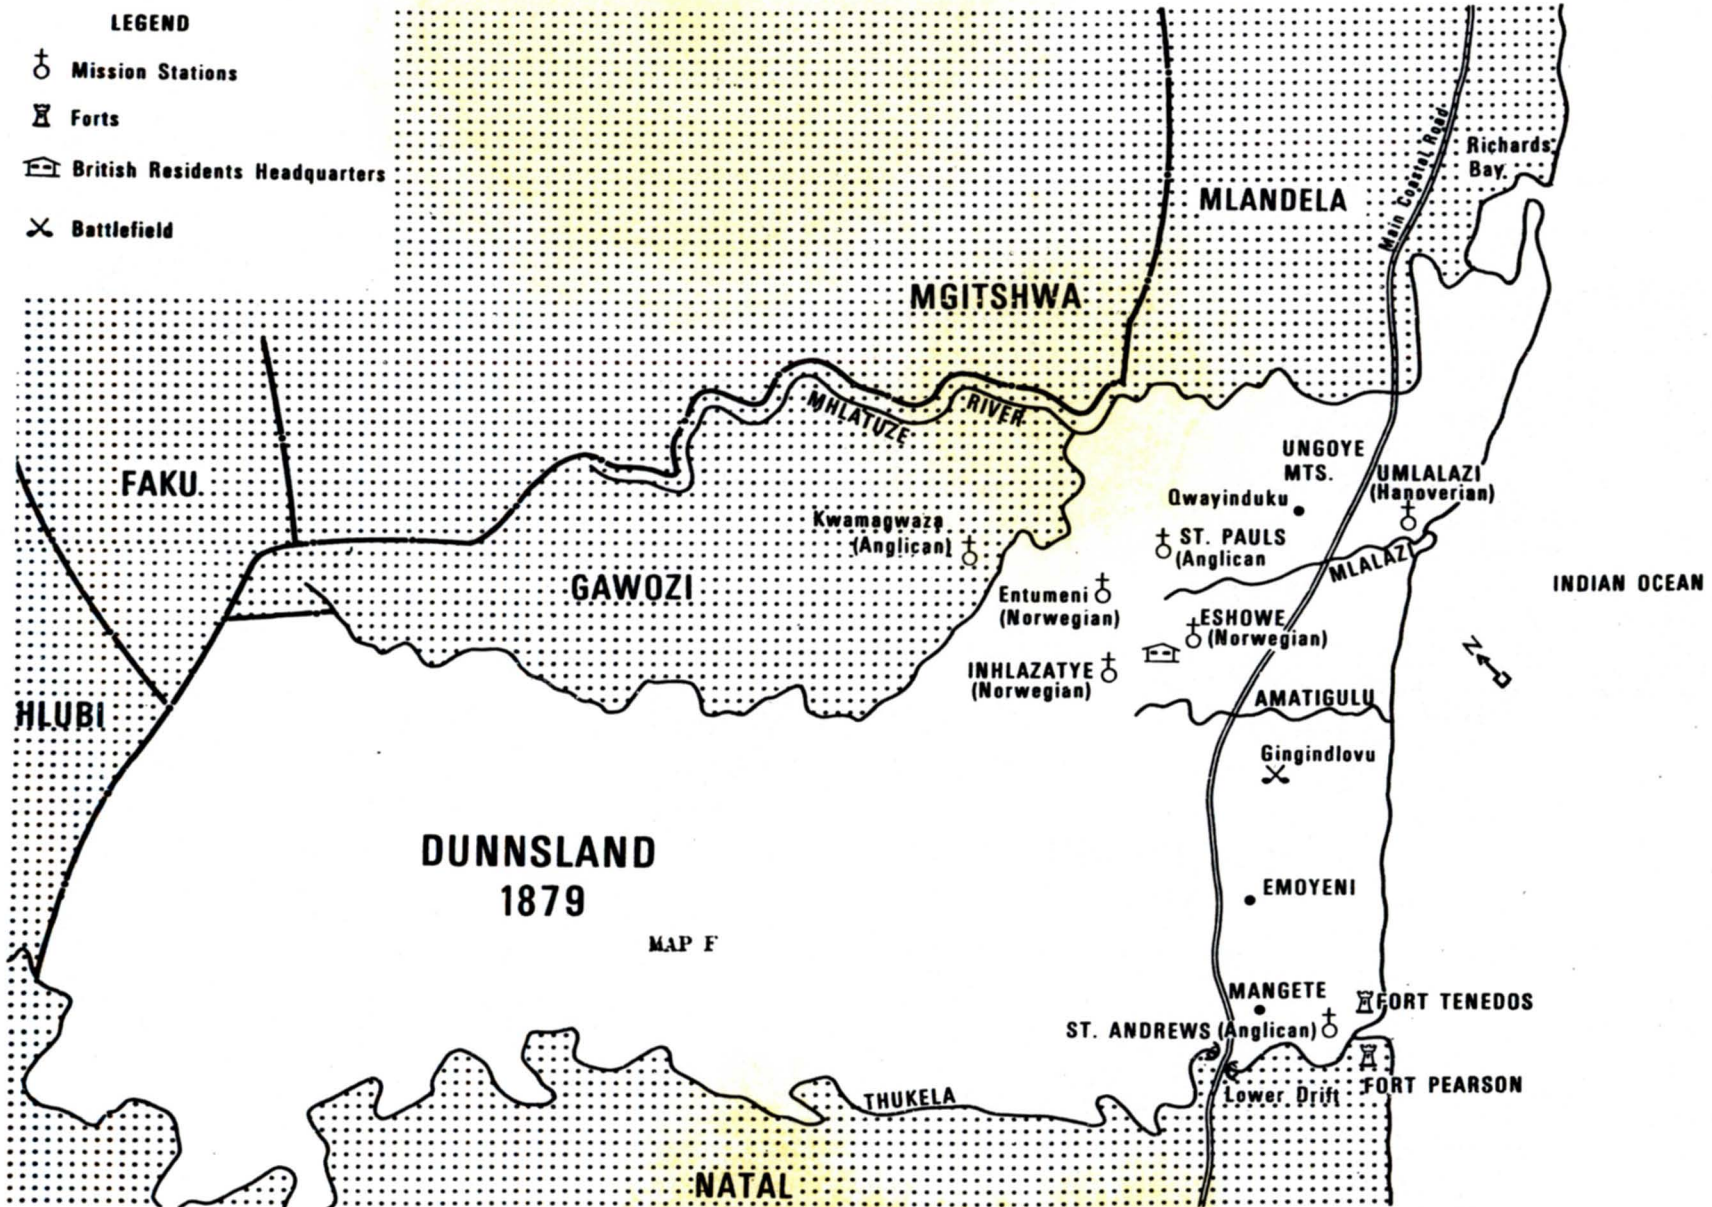 LEGEND
Mission Stations
Forts
British Residents Headquarters
Battlefield
Main Coastal Road
Richards
Bay
MLANDELA
MGITSHWA
MHLATUZE RIVER
FAKU
UNGOYE
MTS.
UMLALAZI
(Hanoverian)
Qwayinduku
Kwamagwaza
(Anglican)
ST. PAULS
(Anglican
MLALAZI
GAWOZI
INDIAN OCEAN
Entumeni
(Norwegian)
ESHOWE
(Norwegian)
N
INHLAZATYE
(Norwegian)
AMATIGULU
HLUBI
Gingindlovu
DUNNSLAND
1879
EMOYENI
MAP F
MANGETE
FORT TENEDOS
ST. ANDREWS (Anglican)
FORT PEARSON
Lower Drift
THUKELA
NATAL